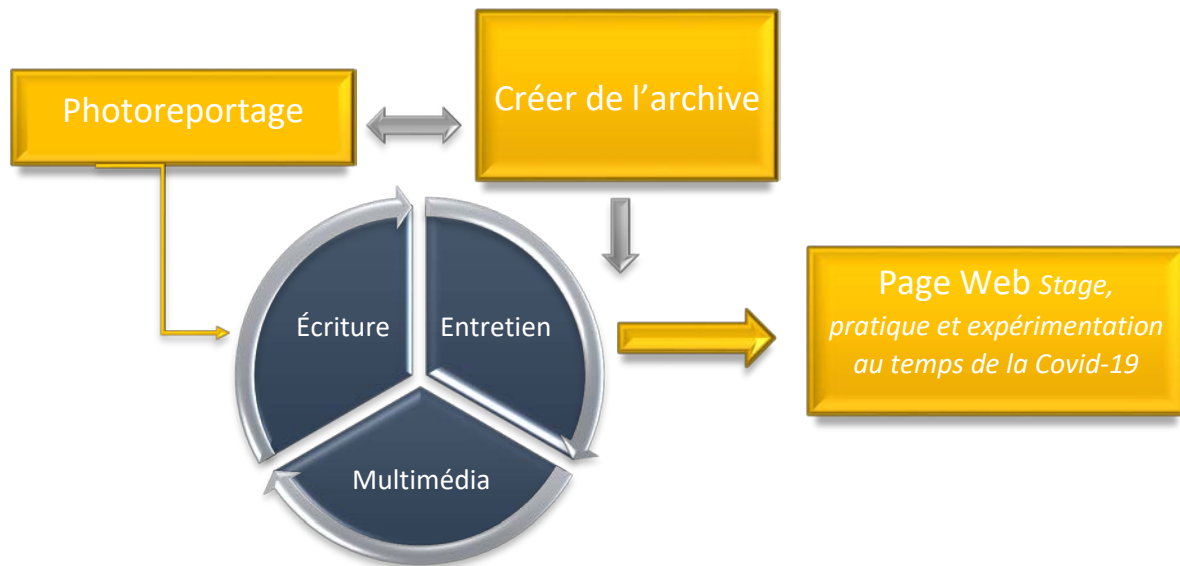 Photoreportage
Créer de l’archive
Écriture
Entretien
Multimédia
Page Web Stage,
pratique et expérimentation
au temps de la Covid-19